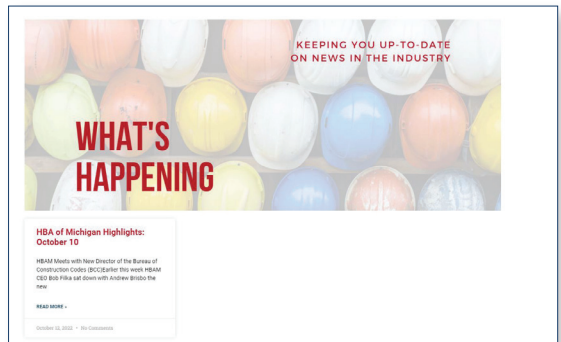 KEEPING YOU UP-TO-DATE
ON NEWS IN THE INDUSTRY
WHAT'S
HAPPENING
HBA of Michigan Highlights:
October 10
HBAM Meets with New Director of the Bureau of
Construction Codes (BCC)Earlier this week HBAM
CEO Bob Filka sat down with Andrew Brisbo the
new
READ MORE »
October 12, 2022 • No Comments